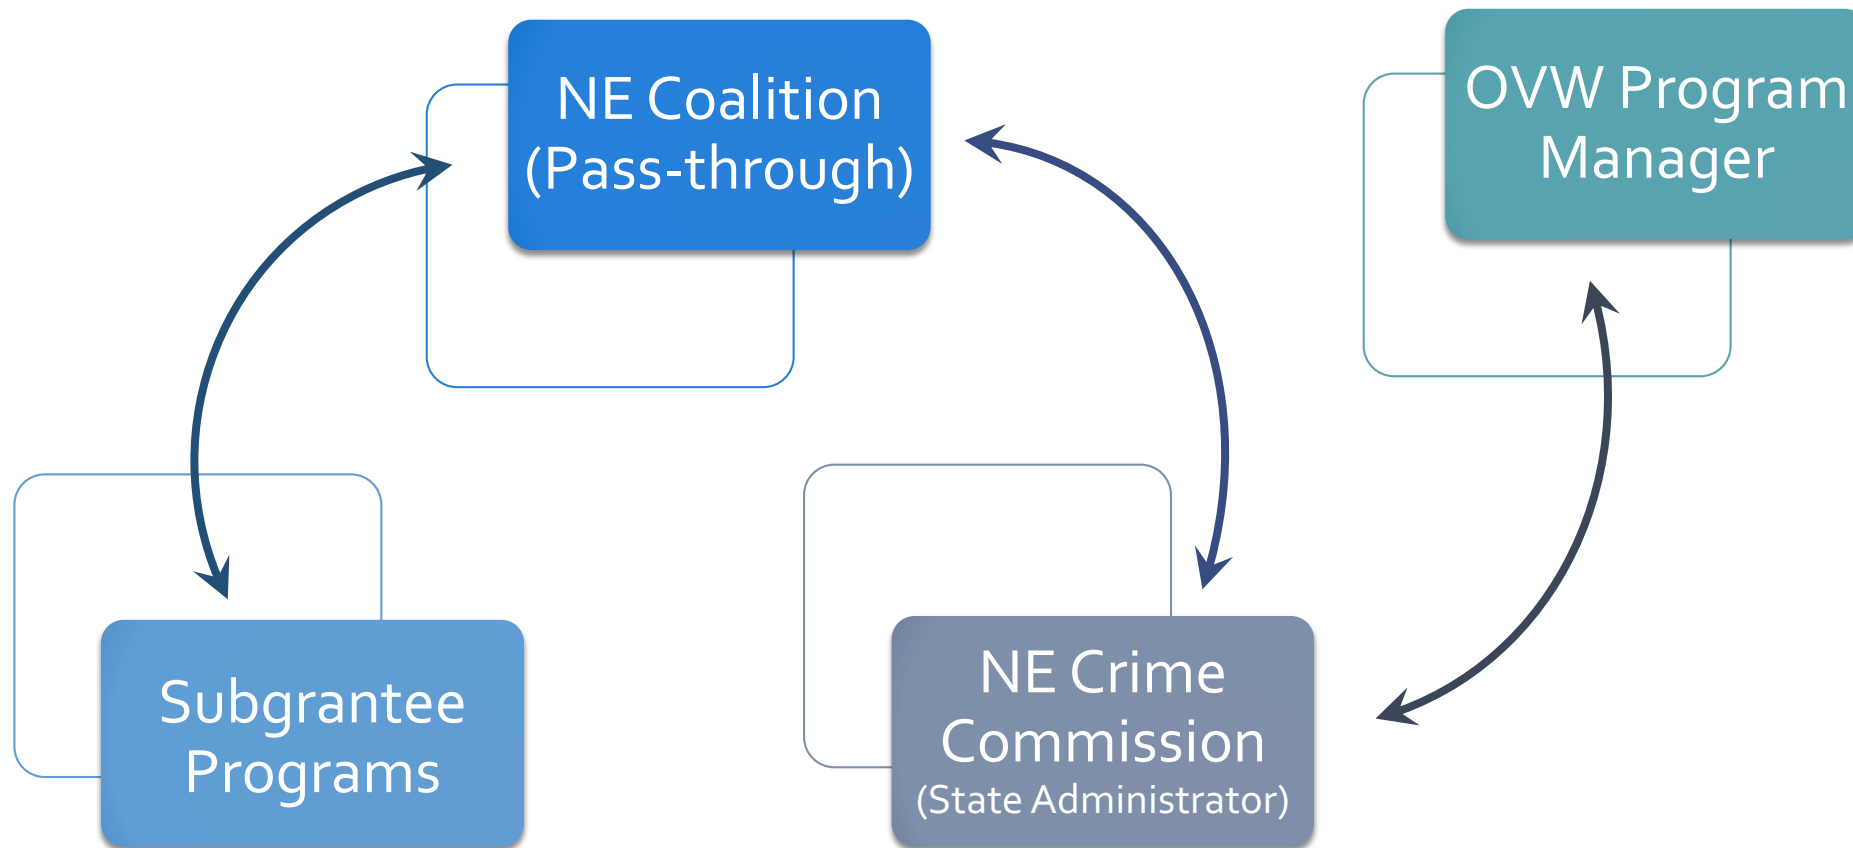 NE Coalition
(Pass-through)
OVW Program
Manager
Subgrantee
Programs
NE Crime
Commission
(State Administrator)